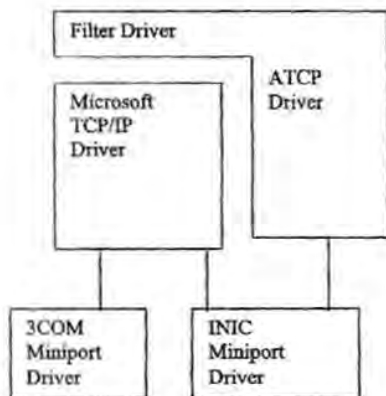 Filter Driver
ATCP
Driver
Microsoft
TCP/IP
Driver
3COM
Miniport
Driver
INIC
Miniport
Driver